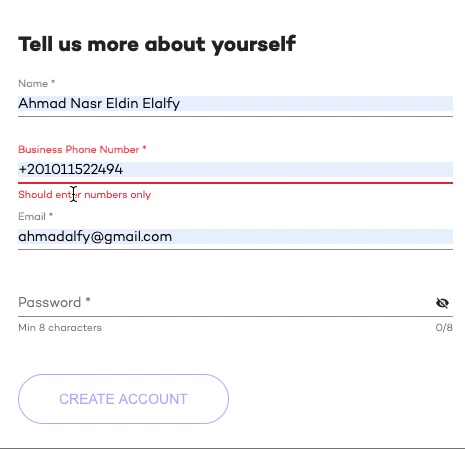 Tell us more about yourself
Name *
Ahmad Nasr Eldin Elalfy
Business Phone Number *
+201011522494
Should enter numbers only
Email *
ahmadalfy@gmail.com
Password *
Min 8 characters
0/8
CREATE ACCOUNT